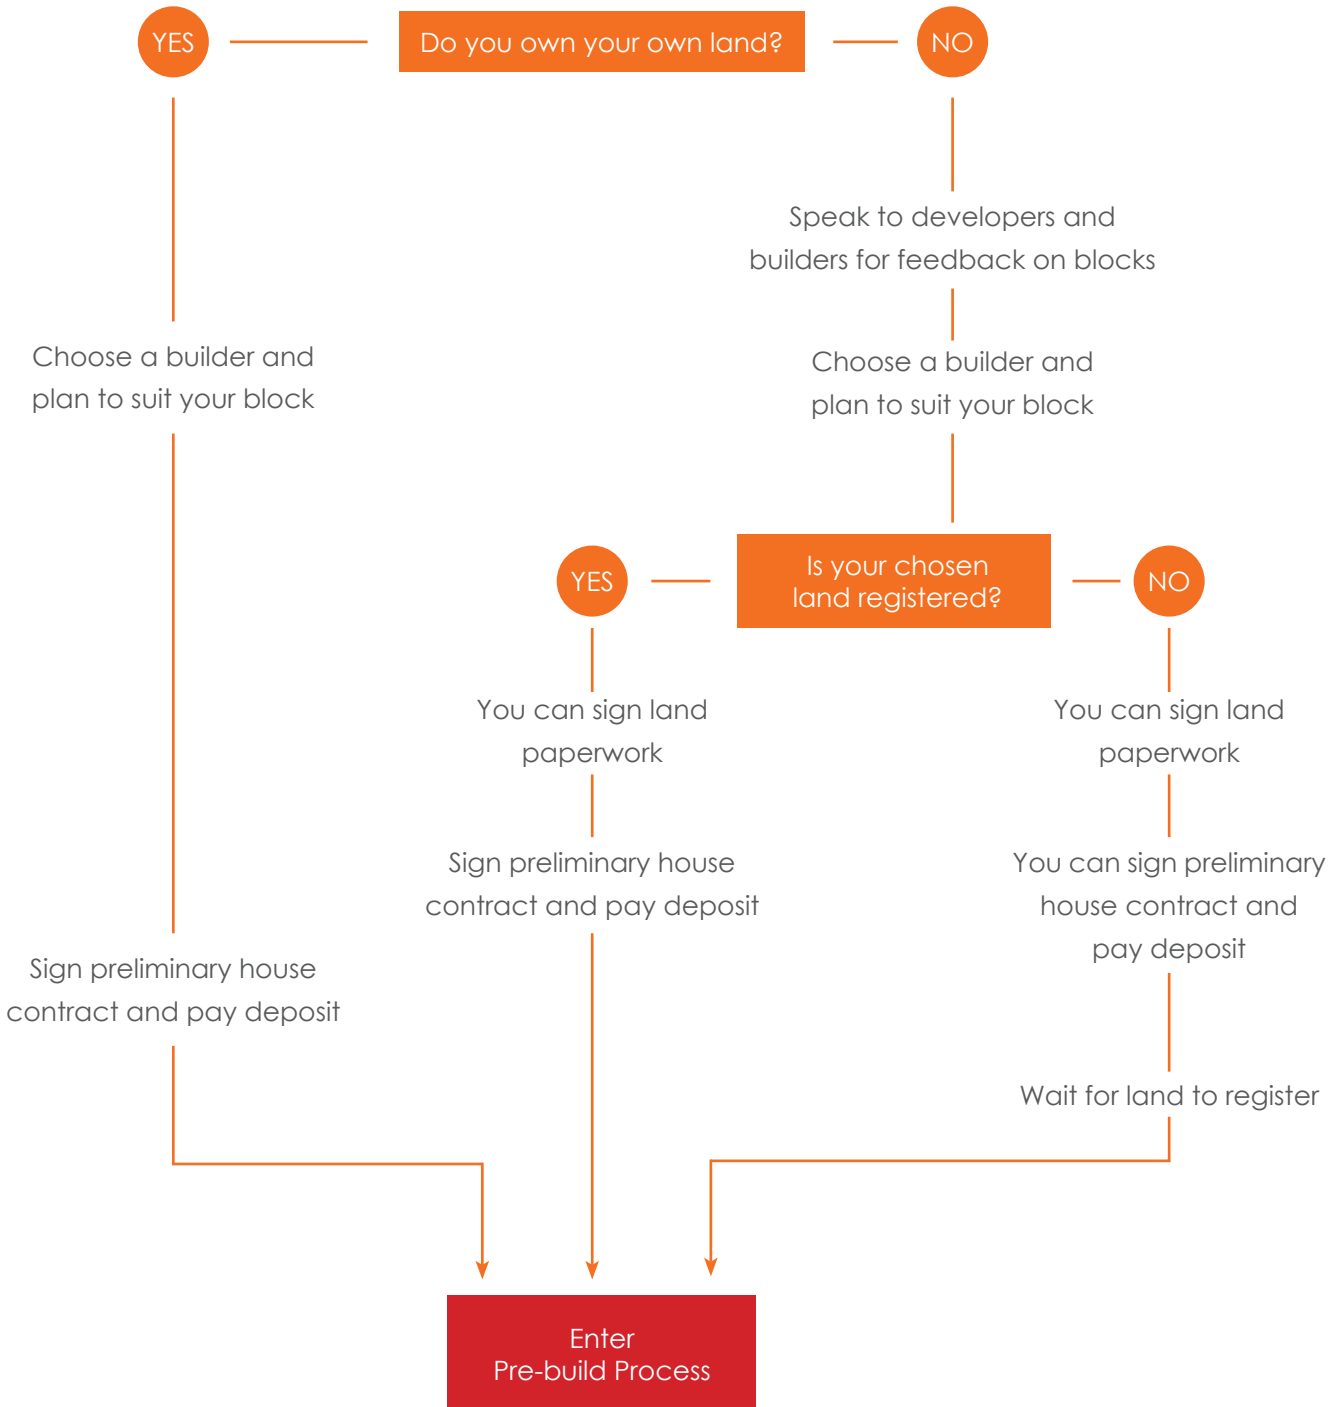 YES
Do you own your own land?
NO
Speak to developers and
builders for feedback on blocks
Choose a builder and
plan to suit your block
Choose a builder and
plan to suit your block
YES
Is your chosen
land registered?
NO
You can sign land
paperwork
You can sign land
paperwork
Sign preliminary house
contract and pay deposit
You can sign preliminary
house contract and
pay deposit
Sign preliminary house
contract and pay deposit
Wait for land to register
Enter
Pre-build Process